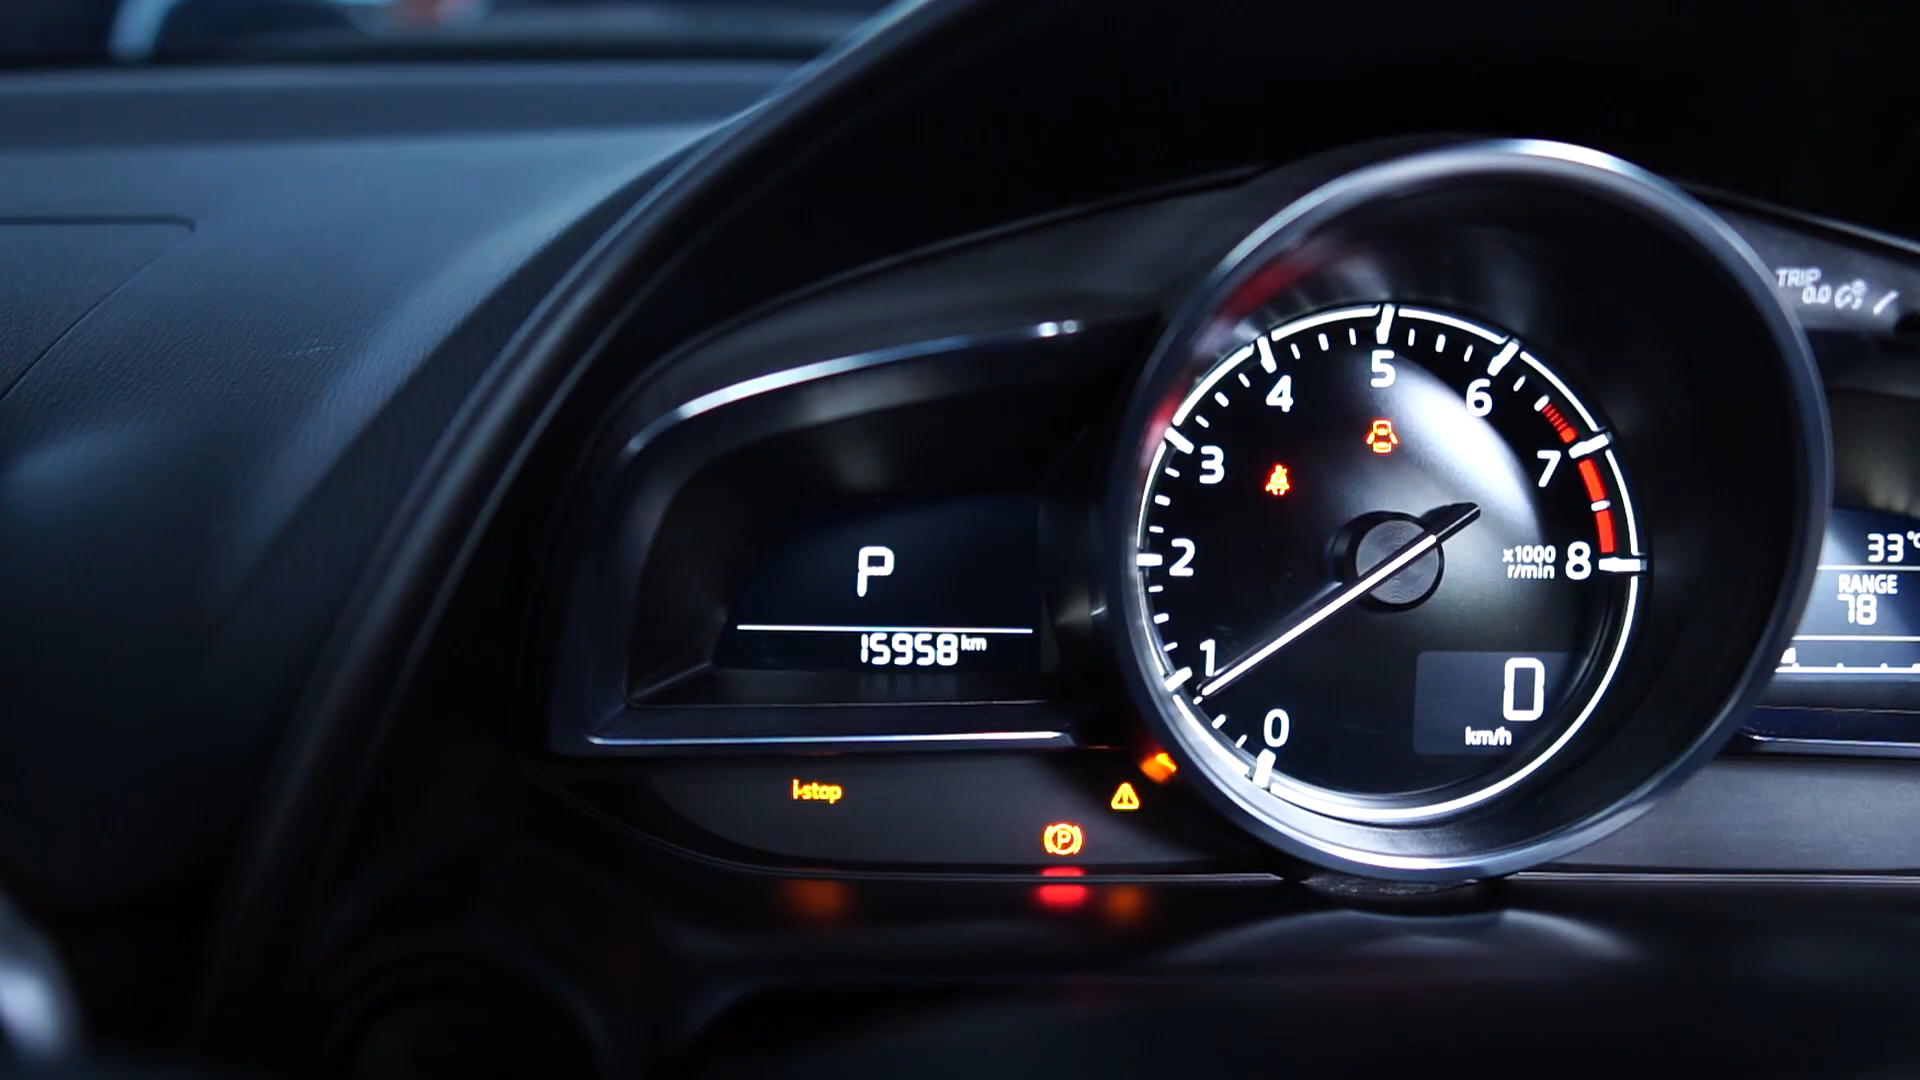 TRIP
0.0
5
4
6
3
7
P
33°C
2
x1000
r/min
8
RANGE
78
15958 km
1
0
0
km/h
i-stop
(P)